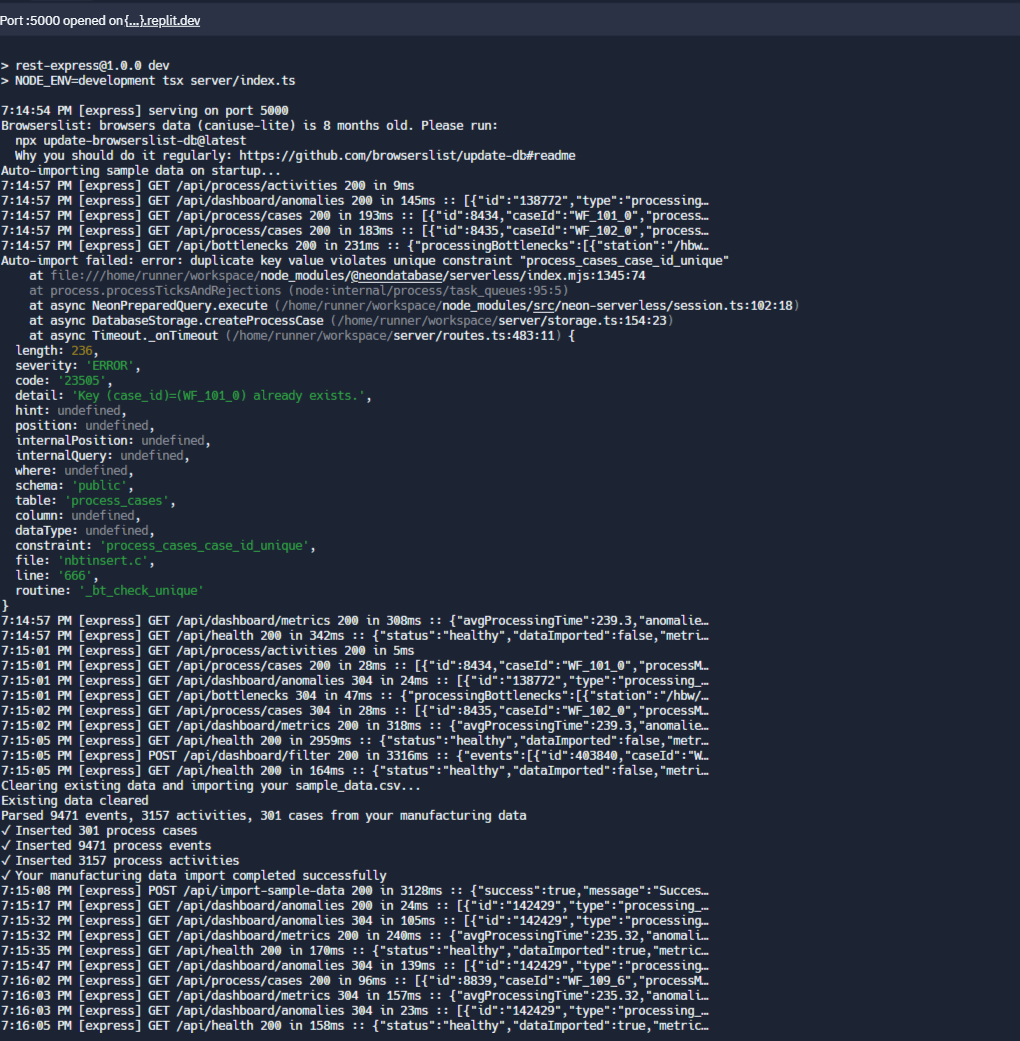 Port :5000 opened on {...}.replit.dev
> rest-express@1.0.0 dev
> NODE_ENV=development tsx server/index.ts
7:14:54 PM [express] serving on port 5000
Browserslist: browsers data (caniuse-lite) is 8 months old. Please run:
  npx update-browserslist-db@latest
  Why you should do it regularly: https://github.com/browserslist/update-db#readme
Auto-importing sample data on startup...
7:14:57 PM [express] GET /api/process/activities 200 in 9ms
7:14:57 PM [express] GET /api/dashboard/anomalies 200 in 145ms :: [{"id":"138772","type":"processing…
7:14:57 PM [express] GET /api/process/cases 200 in 193ms :: [{"id":8434,"caseId":"WF_101_0","process…
7:14:57 PM [express] GET /api/process/cases 200 in 183ms :: [{"id":8435,"caseId":"WF_102_0","process…
7:14:57 PM [express] GET /api/bottlenecks 200 in 231ms :: {"processingBottlenecks":[{"station":"/hbw…
Auto-import failed: error: duplicate key value violates unique constraint "process_cases_case_id_unique"
    at file:///home/runner/workspace/node_modules/@neondatabase/serverless/index.mjs:1345:74
    at process.processTicksAndRejections (node:internal/process/task_queues:95:5)
    at async NeonPreparedQuery.execute (/home/runner/workspace/node_modules/src/neon-serverless/session.ts:102:18)
    at async DatabaseStorage.createProcessCase (/home/runner/workspace/server/storage.ts:154:23)
    at async Timeout._onTimeout (/home/runner/workspace/server/routes.ts:483:11) {
  length: 236,
  severity: 'ERROR',
  code: '23505',
  detail: 'Key (case_id)=(WF_101_0) already exists.',
  hint: undefined,
  position: undefined,
  internalPosition: undefined,
  internalQuery: undefined,
  where: undefined,
  schema: 'public',
  table: 'process_cases',
  column: undefined,
  dataType: undefined,
  constraint: 'process_cases_case_id_unique',
  file: 'nbtinsert.c',
  line: '666',
  routine: '_bt_check_unique'
}
7:14:57 PM [express] GET /api/dashboard/metrics 200 in 308ms :: {"avgProcessingTime":239.3,"anomalie…
7:14:57 PM [express] GET /api/health 200 in 342ms :: {"status":"healthy","dataImported":false,"metri…
7:15:01 PM [express] GET /api/process/activities 200 in 5ms
7:15:01 PM [express] GET /api/process/cases 200 in 28ms :: [{"id":8434,"caseId":"WF_101_0","processM…
7:15:01 PM [express] GET /api/dashboard/anomalies 304 in 24ms :: [{"id":"138772","type":"processing_…
7:15:01 PM [express] GET /api/bottlenecks 304 in 47ms :: {"processingBottlenecks":[{"station":"/hbw/…
7:15:02 PM [express] GET /api/process/cases 304 in 28ms :: [{"id":8435,"caseId":"WF_102_0","processM…
7:15:02 PM [express] GET /api/dashboard/metrics 200 in 318ms :: {"avgProcessingTime":239.3,"anomalie…
7:15:05 PM [express] GET /api/health 200 in 2959ms :: {"status":"healthy","dataImported":false,"metr…
7:15:05 PM [express] POST /api/dashboard/filter 200 in 3316ms :: {"events":[{"id":403840,"caseId":"W…
7:15:05 PM [express] GET /api/health 200 in 164ms :: {"status":"healthy","dataImported":false,"metri…
Clearing existing data and importing your sample_data.csv...
Existing data cleared
Parsed 9471 events, 3157 activities, 301 cases from your manufacturing data
✓ Inserted 301 process cases
✓ Inserted 9471 process events
✓ Inserted 3157 process activities
✓ Your manufacturing data import completed successfully
7:15:08 PM [express] POST /api/import-sample-data 200 in 3128ms :: {"success":true,"message":"Succes…
7:15:17 PM [express] GET /api/dashboard/anomalies 200 in 24ms :: [{"id":"142429","type":"processing_…
7:15:32 PM [express] GET /api/dashboard/anomalies 304 in 105ms :: [{"id":"142429","type":"processing…
7:15:32 PM [express] GET /api/dashboard/metrics 200 in 240ms :: {"avgProcessingTime":235.32,"anomali…
7:15:35 PM [express] GET /api/health 200 in 170ms :: {"status":"healthy","dataImported":true,"metric…
7:15:47 PM [express] GET /api/dashboard/anomalies 304 in 139ms :: [{"id":"142429","type":"processing…
7:16:02 PM [express] GET /api/process/cases 200 in 96ms :: [{"id":8839,"caseId":"WF_109_6","processM…
7:16:03 PM [express] GET /api/dashboard/metrics 304 in 157ms :: {"avgProcessingTime":235.32,"anomali…
7:16:03 PM [express] GET /api/dashboard/anomalies 304 in 23ms :: [{"id":"142429","type":"processing_…
7:16:05 PM [express] GET /api/health 200 in 158ms :: {"status":"healthy","dataImported":true,"metric…